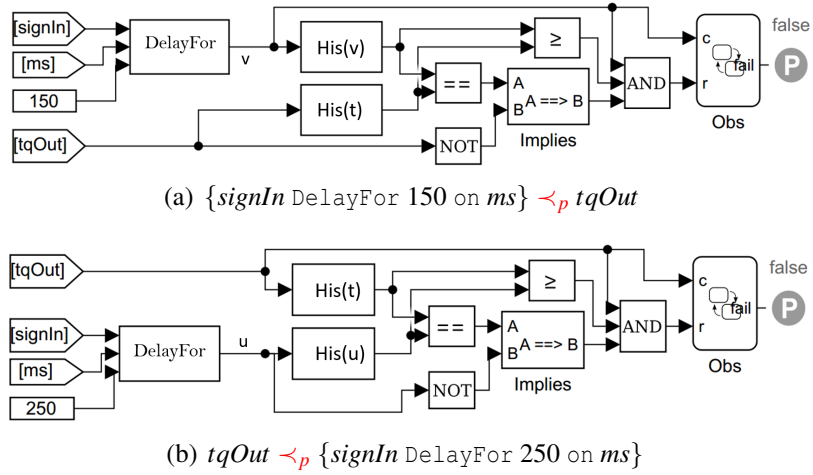 [signIn]
DelayFor
[ms]
v
150
[tqOut]
His(v)
His(t)
==
NOT
≥
A
B
A ==> B
Implies
AND
c
r
fail
Obs
false
P
(a) {signIn DelayFor 150 on ms} ≺p tqOut
[tqOut]
[signIn]
DelayFor
[ms]
u
250
His(t)
His(u)
==
NOT
≥
A
B
A ==> B
Implies
AND
c
r
fail
Obs
false
P
(b) tqOut ≺p {signIn DelayFor 250 on ms}